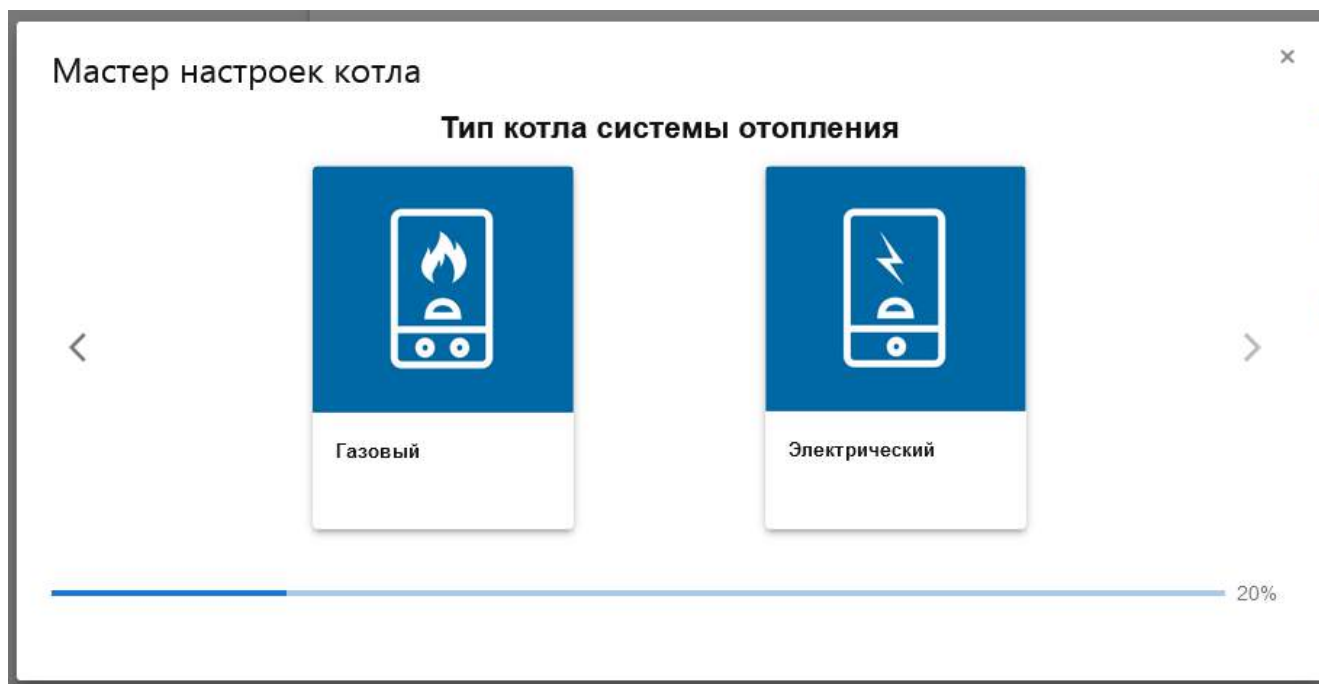 Мастер настроек котла
×
Тип котла системы отопления
Газовый
Электрический
20%